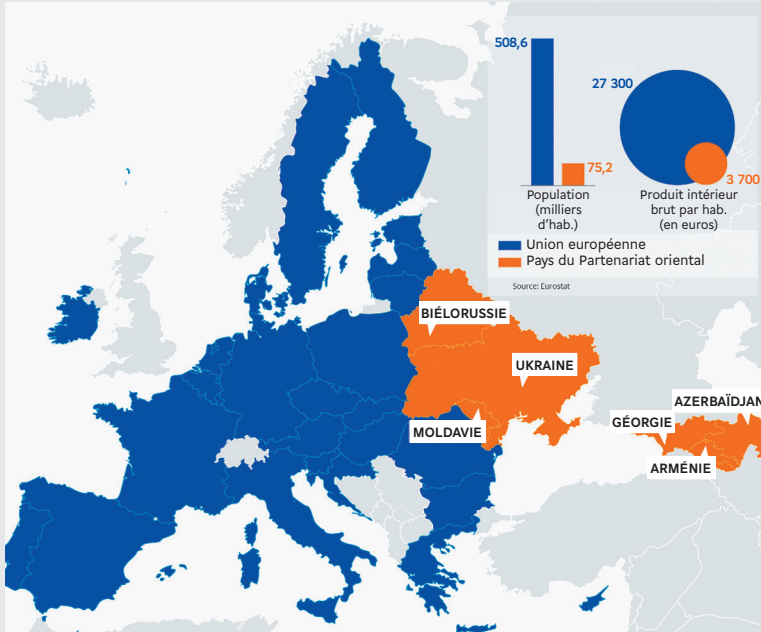 508,6
27 300
75,2
3 700
Population
(milliers
d'hab.)
Produit intérieur
brut par hab.
(en euros)
Union européenne
Pays du Partenariat oriental
Source: Eurostat
BIÉLORUSSIE
UKRAINE
MOLDAVIE
GÉORGIE
AZERBAÏDJAN
ARMÉNIE